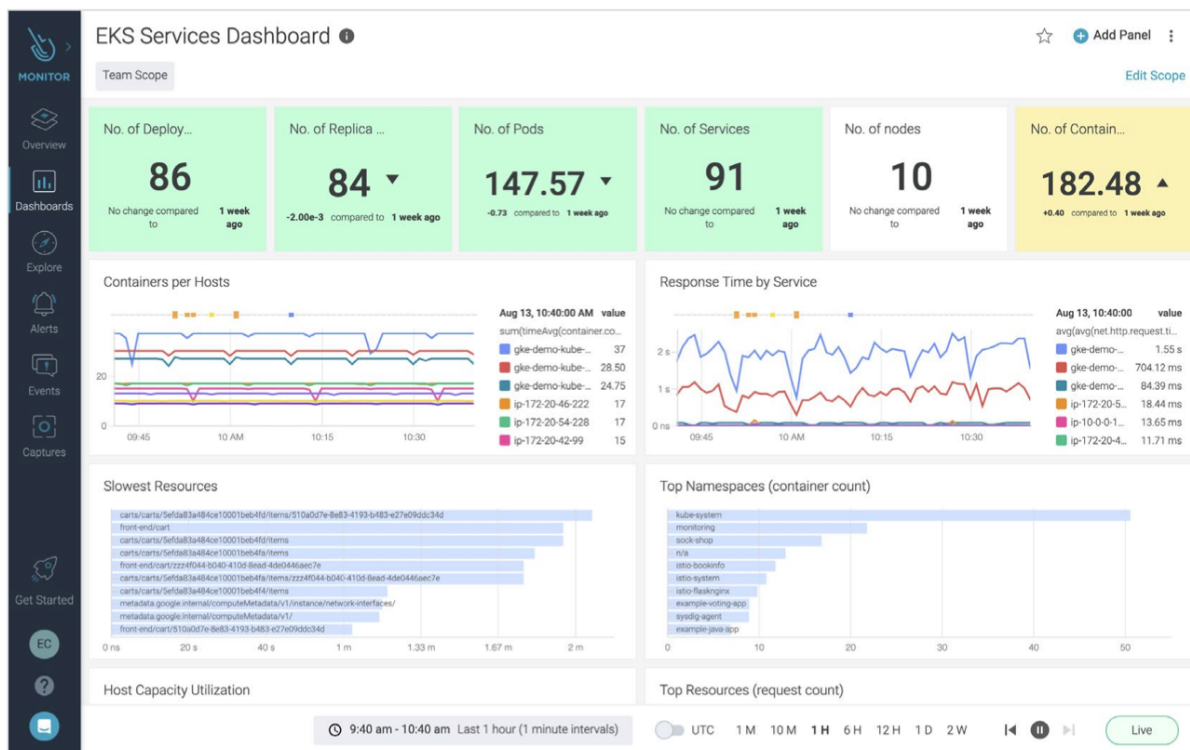 EKS Services Dashboard
Add Panel
MONITOR
Team Scope
Edit Scope
Overview
Dashboards
Explore
Alerts
Events
Captures
Get Started
EC
No. of Deploy...
86
No change compared to 1 week ago
No. of Replica ...
84
-2.00e-3 compared to 1 week ago
No. of Pods
147.57
-0.73 compared to 1 week ago
No. of Services
91
No change compared to 1 week ago
No. of nodes
10
No change compared to 1 week ago
No. of Contain...
182.48
+0.40 compared to 1 week ago
Containers per Hosts
20
0
09:45 10 AM 10:15 10:30
Aug 13, 10:40:00 AM value
sum(timeAvg(container.co...
gke-demo-kube-... 37
gke-demo-kube-... 28.50
gke-demo-kube-... 24.75
ip-172-20-46-222 17
ip-172-20-54-228 17
ip-172-20-42-99 15
Response Time by Service
2 s
1 s
0 ns
09:45 10 AM 10:15 10:30
Aug 13, 10:40:00 value
avg(avg(net.http.request.ti...
gke-demo-... 1.55 s
gke-demo-... 704.12 ms
gke-demo-... 84.39 ms
ip-172-20-5... 18.44 ms
ip-10-0-0-1... 13.65 ms
ip-172-20-4... 11.71 ms
Slowest Resources
carts/carts/5efda83a484ce10001beb4fd/items/510a0d7e-8e83-4193-b483-e27e09ddc34d
front-end/cart
carts/carts/5efda83a484ce10001beb4fd/items
carts/carts/5efda83a484ce10001beb4fa/items
front-end/cart/zzz4f044-b040-410d-8ead-4de0446aec7e
carts/carts/5efda83a484ce10001beb4fa/items/zzz4f044-b040-410d-8ead-4de0446aec7e
carts/carts/5efda83a484ce10001beb4f4/items
metadata.google.internal/computeMetadata/v1/instance/network-interfaces/
metadata.google.internal/computeMetadata/v1/
front-end/cart/510a0d7e-8e83-4193-b483-e27e09ddc34d
0 ns 20 s 40 s 1 m 1.33 m 1.67 m 2 m
Top Namespaces (container count)
kube-system
monitoring
sock-shop
n/a
istio-bookinfo
istio-system
istio-flasknginx
example-voting-app
sysdig-agent
example-java-app
0 10 20 30 40 50
Host Capacity Utilization
Top Resources (request count)
9:40 am - 10:40 am Last 1 hour (1 minute intervals)
UTC 1 M 10 M 1 H 6 H 12 H 1 D 2 W
Live